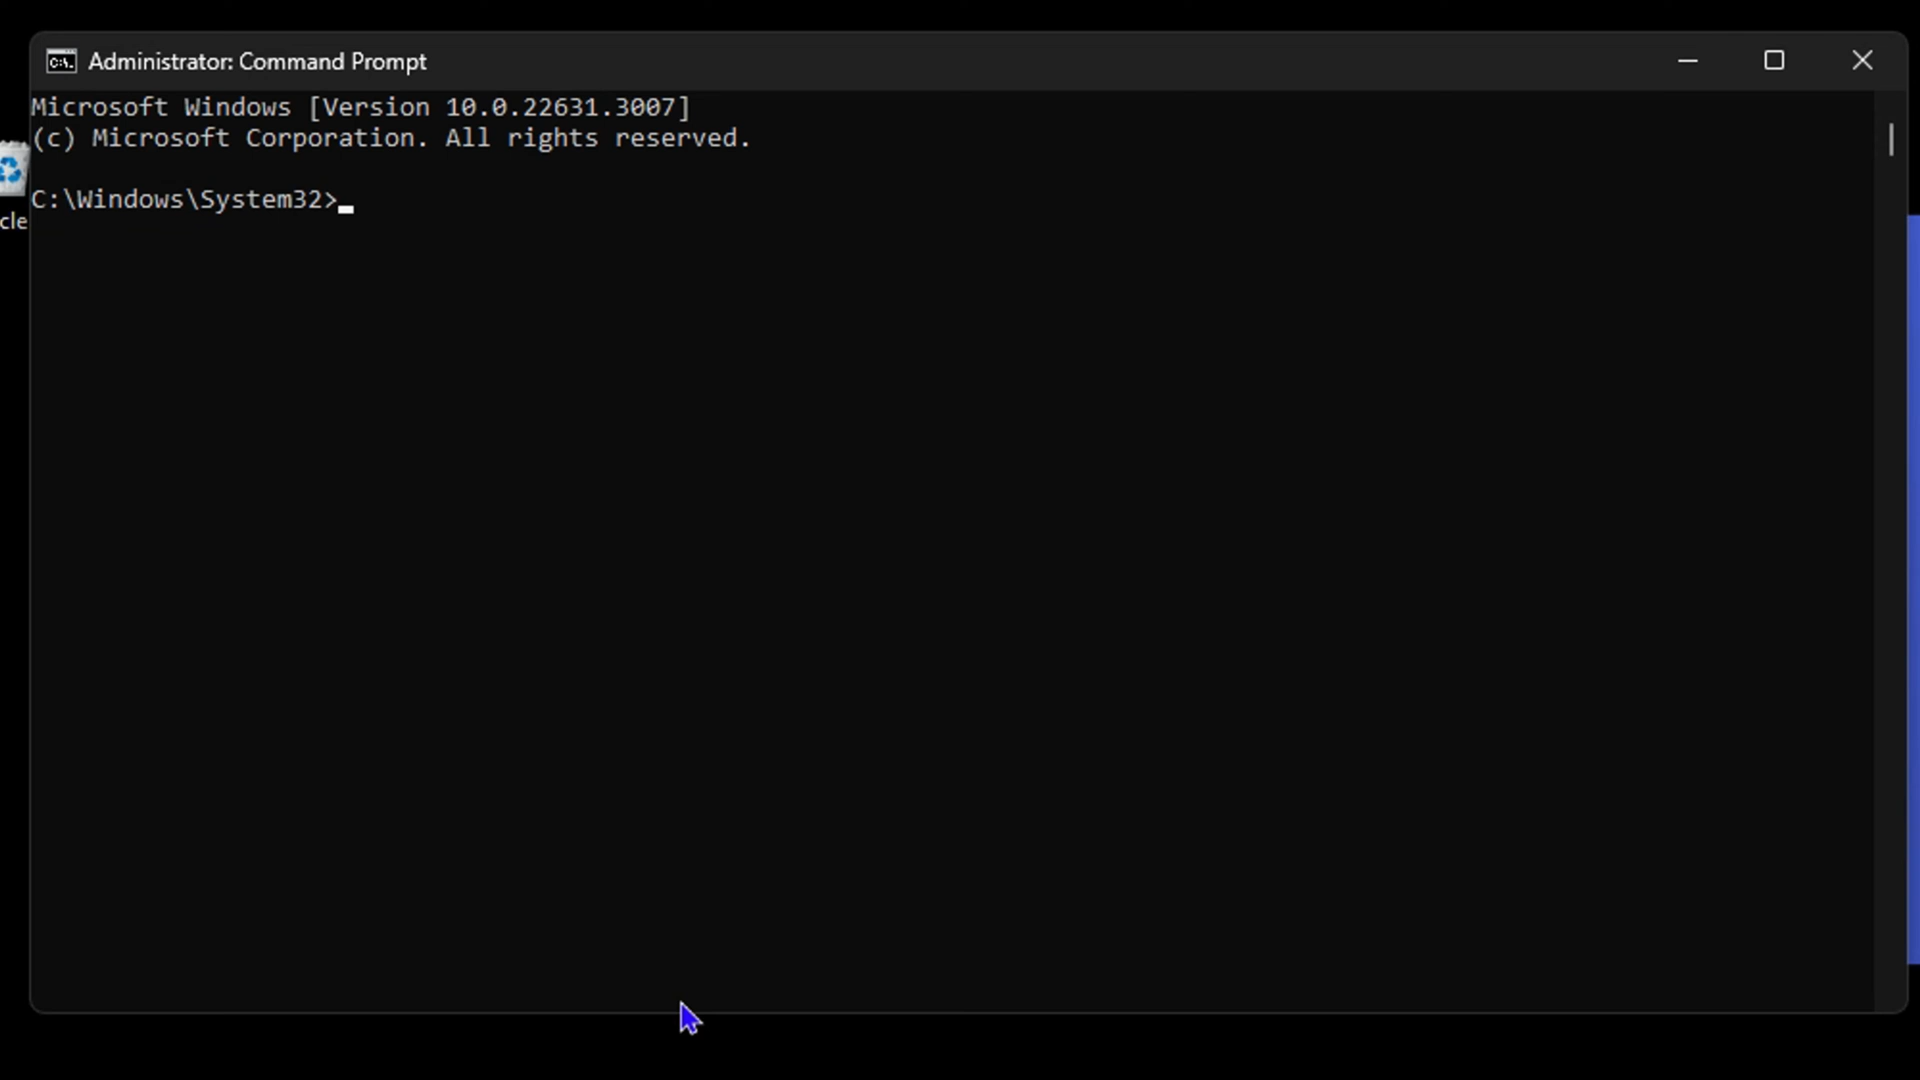 Administrator: Command Prompt
Microsoft Windows [Version 10.0.22631.3007]
(c) Microsoft Corporation. All rights reserved.
cle
C:\Windows\System32>